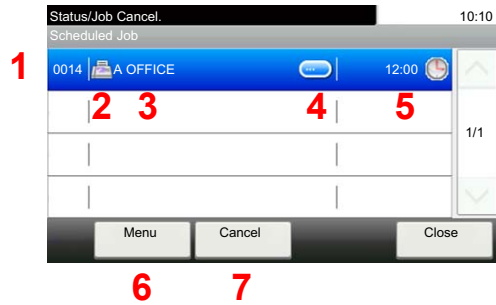 Status/Job Cancel. 10:10
Scheduled Job
1 0014 A OFFICE ... 12:00
2 3 4 5
1/1
Menu Cancel Close
6 7